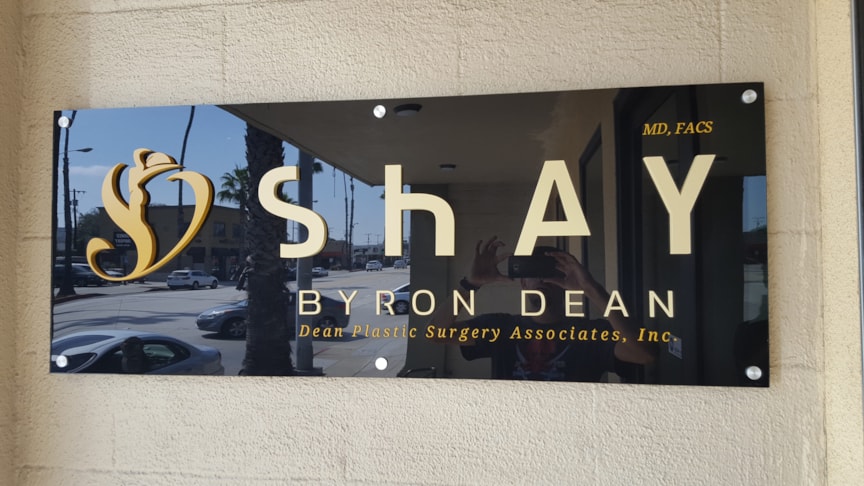 MD, FACS
ShAY
BYRON DEAN
Dean Plastic Surgery Associates, Inc.